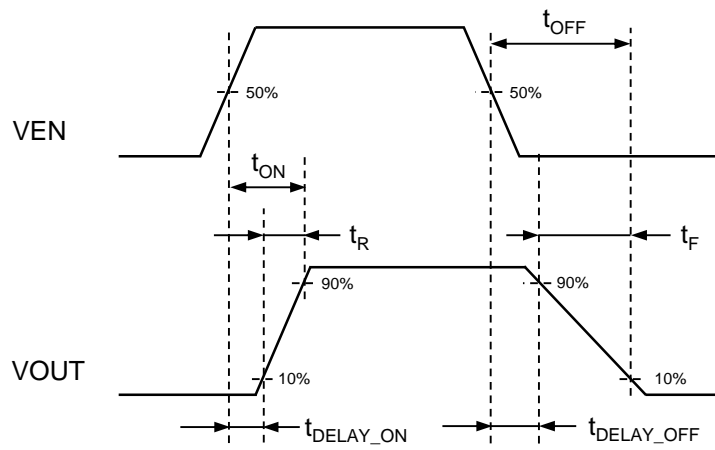 tOFF
50%
50%
VEN
tON
tR
tF
90%
90%
VOUT
10%
10%
tDELAY_ON
tDELAY_OFF